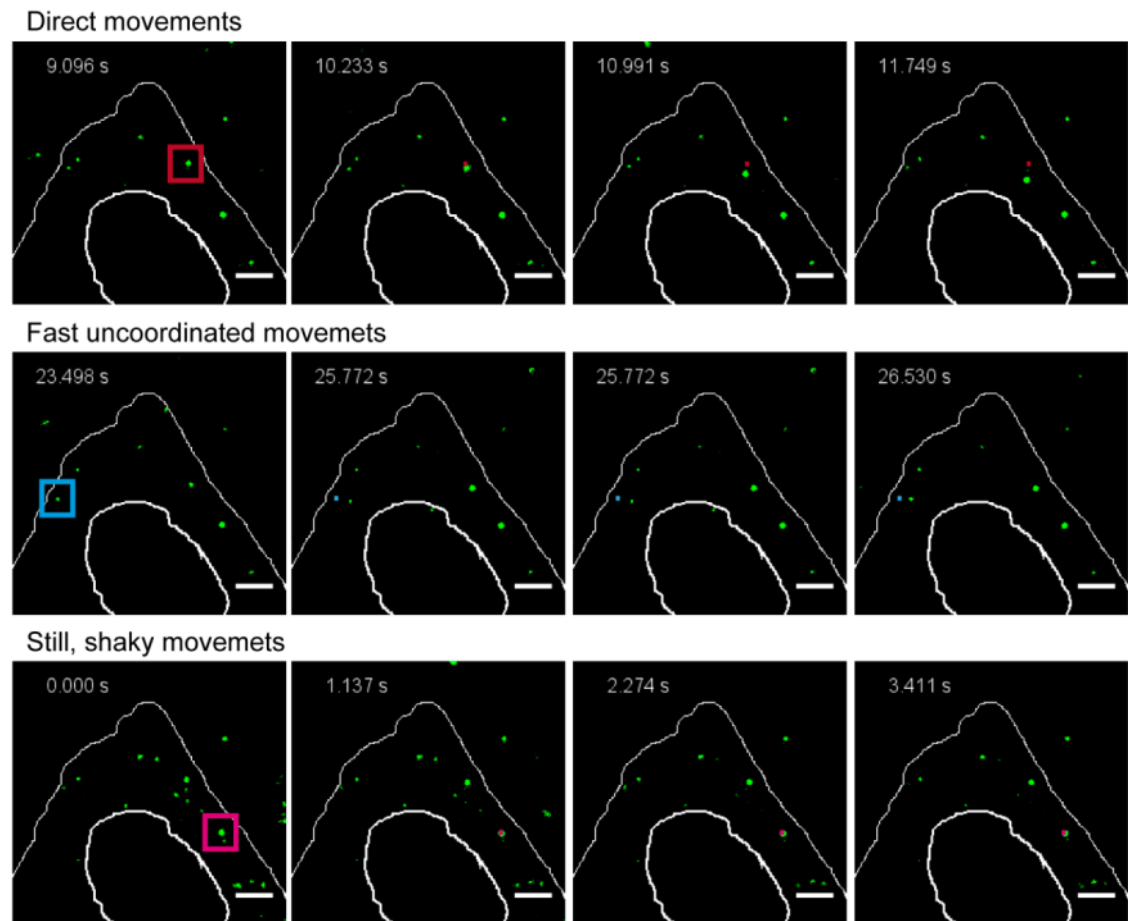 Direct movements
9.096 s
10.233 s
10.991 s
11.749 s
Fast uncoordinated movemets
23.498 s
25.772 s
25.772 s
26.530 s
Still, shaky movemets
0.000 s
1.137 s
2.274 s
3.411 s